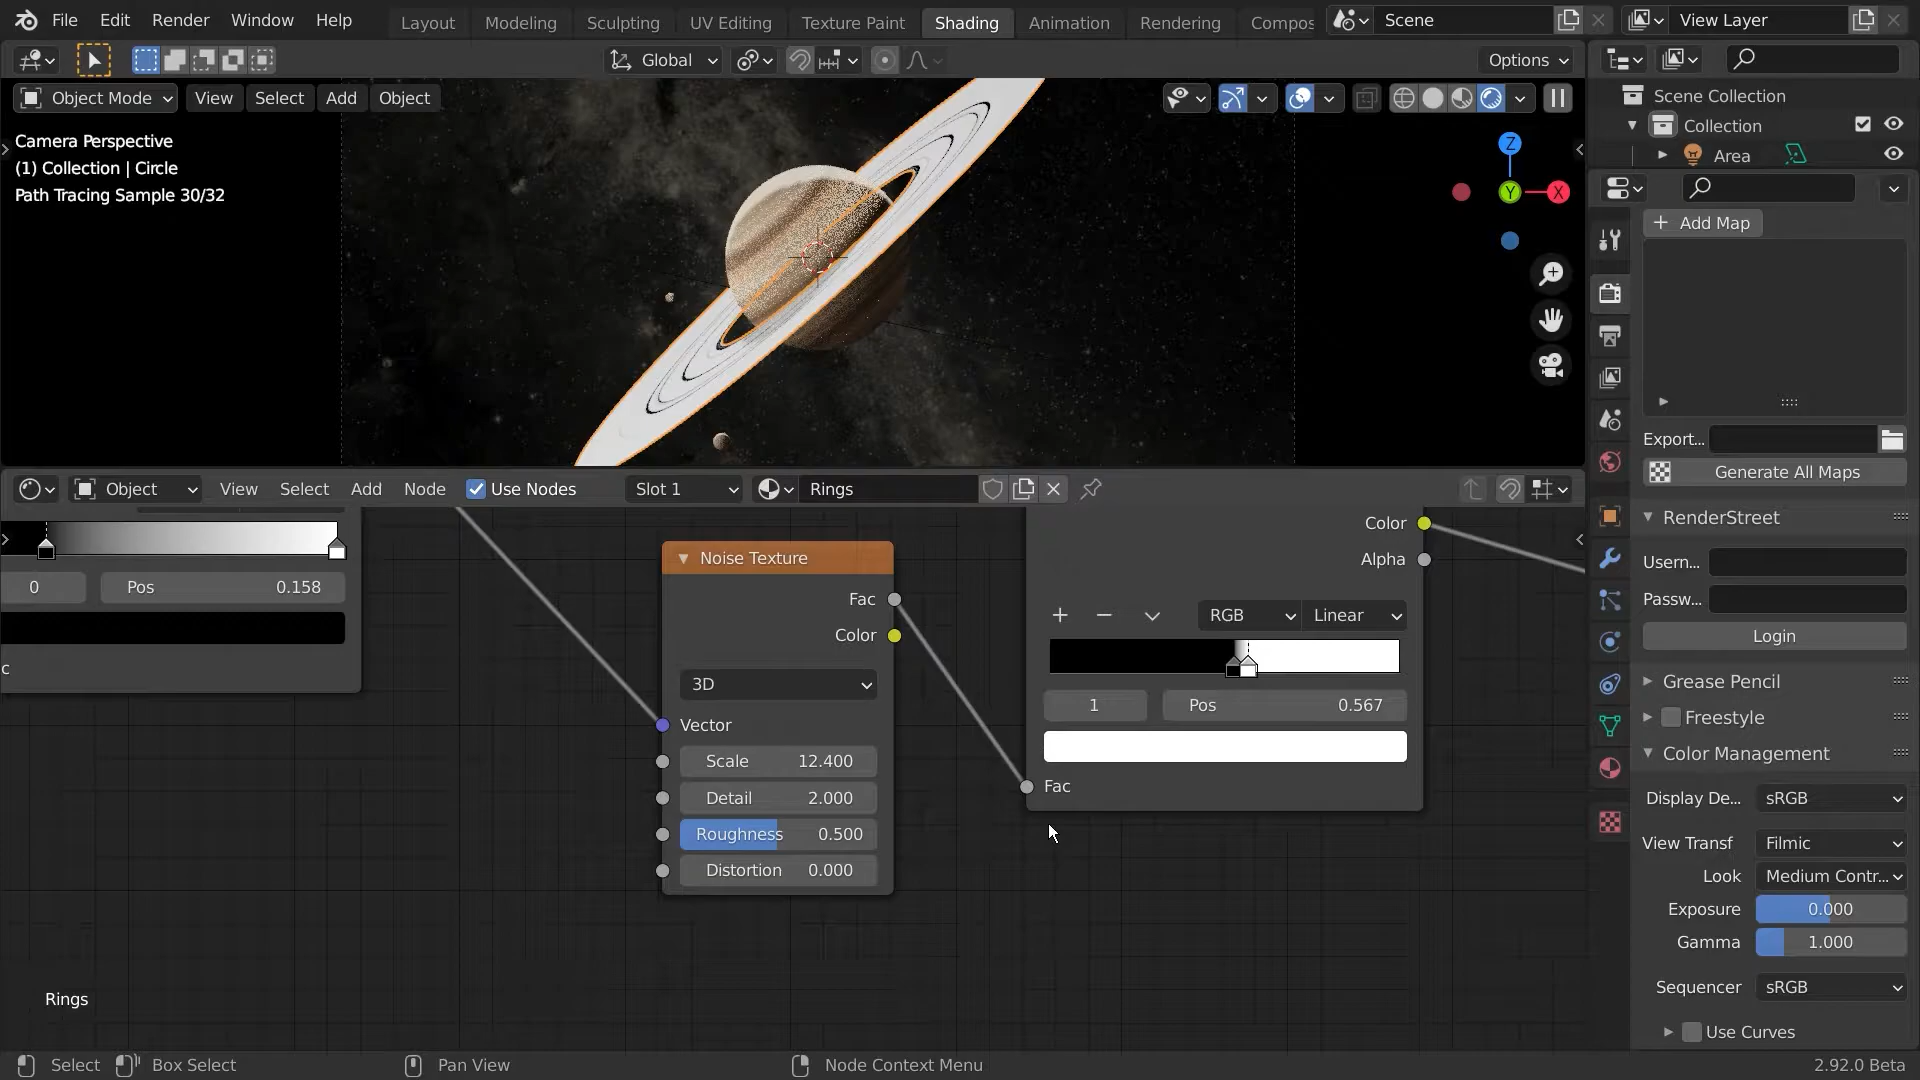 File Edit Render Window Help Layout Modeling Sculpting UV Editing Texture Paint Shading Animation Rendering Compos Scene View Layer
Global Options
Object Mode View Select Add Object
Camera Perspective
(1) Collection | Circle
Path Tracing Sample 30/32
Z
Y
X
Scene Collection
Collection
Area
Add Map
Export...
Generate All Maps
RenderStreet
Usern...
Passw...
Login
Grease Pencil
Freestyle
Color Management
Display De... sRGB
View Transf Filmic
Look Medium Contr...
Exposure 0.000
Gamma 1.000
Sequencer sRGB
Use Curves
Object View Select Add Node Use Nodes Slot 1 Rings
0 Pos 0.158
c
Noise Texture
Fac
Color
3D
Vector
Scale 12.400
Detail 2.000
Roughness 0.500
Distortion 0.000
Color
Alpha
RGB Linear
1 Pos 0.567
Fac
Rings
Select Box Select Pan View Node Context Menu 2.92.0 Beta